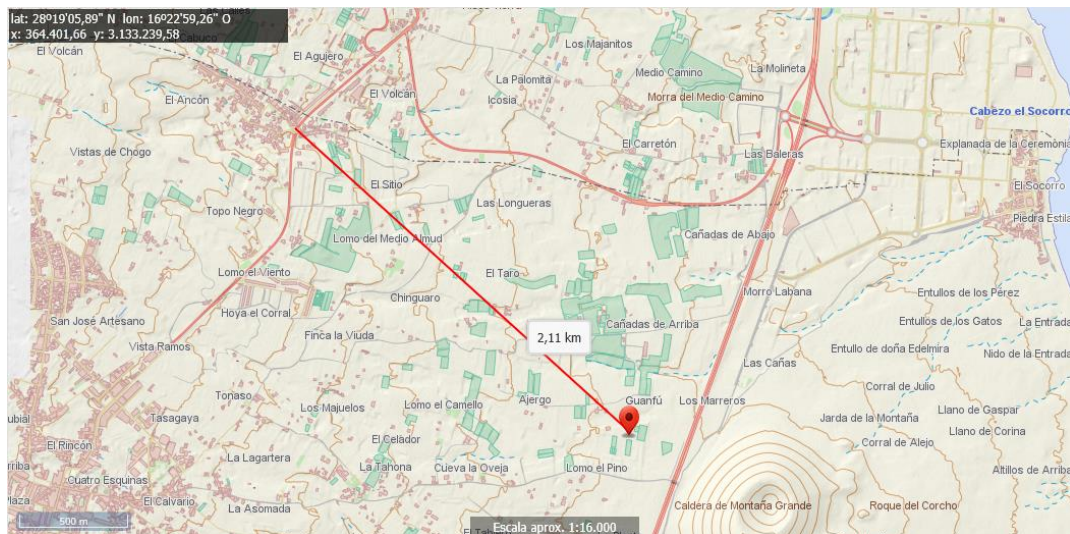 lat: 28º19'05,89" N lon: 16º22'59,26" O
x: 364.401,66 y: 3.133.239,58
El Volcán
El Agujero
Los Majanitos
La Palomita
Medio Camino
La Molineta
El Ancón
El Volcán
Icosia
Morra del Medio Camino
Cabezo el Socorro
Vistas de Chogo
El Carretón
Las Baleras
Explanada de la Ceremonia
El Sitio
El Socorro
Topo Negro
Las Longueras
Piedra Estila
Lomo del Medio Almud
Cañadas de Abajo
Lomo el Viento
El Taro
Chinguaro
Morro Labana
Entullos de los Pérez
Hoya el Corral
San José Artesano
Finca la Viuda
Cañadas de Arriba
Entullos de los Gatos
La Entrada
2,11 km
Vista Ramos
Entullo de doña Edelmira
Nido de la Entrada
Las Cañas
Corral de Julio
Tonaso
Los Majuelos
Lomo el Camello
Ajergo
Guanfú
Los Marreros
Llano de Gaspar
Tasagaya
Jarda de la Montaña
Llano de Corina
El Rincón
El Celador
Corral de Alejo
La Lagartera
La Tahona
Cueva la Oveja
Lomo el Pino
Altillos de Arriba
Cuatro Esquinas
El Calvario
La Asomada
Caldera de Montaña Grande
Roque del Corcho
500 m
Escala aprox. 1:16.000